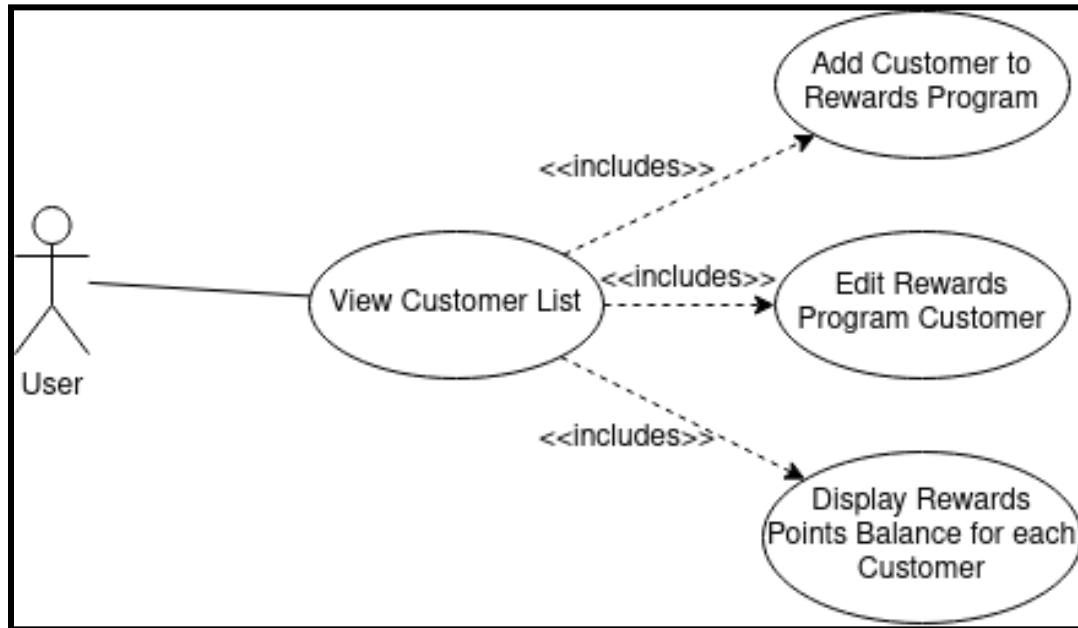 Add Customer to
Rewards Program
<<includes>>
<<includes>>
View Customer List
Edit Rewards
Program Customer
User
<<includes>>
Display Rewards
Points Balance for each
Customer